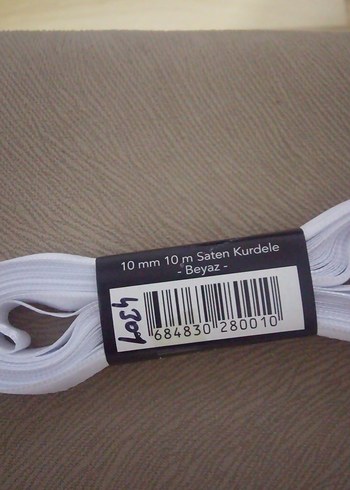 10 mm 10 m Saten Kurdele
- Beyaz -
4307
684830 280010